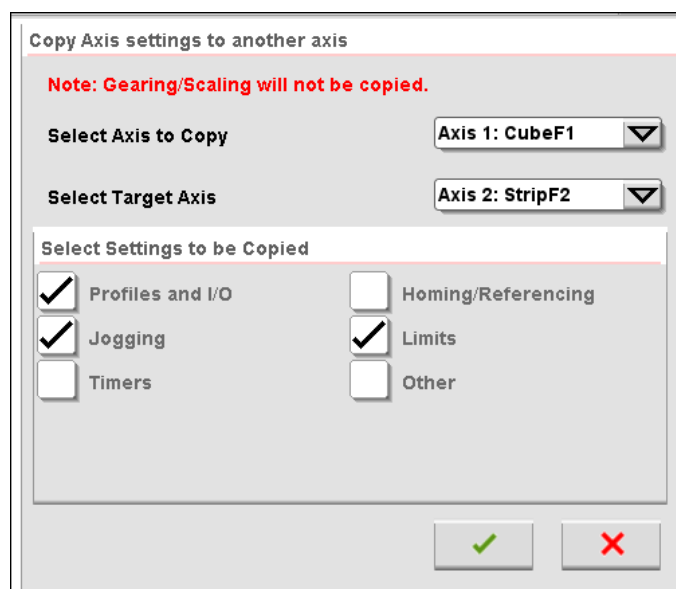 Copy Axis settings to another axis
Note: Gearing/Scaling will not be copied.
Select Axis to Copy
Axis 1: CubeF1
Select Target Axis
Axis 2: StripF2
Select Settings to be Copied
Profiles and I/O
Homing/Referencing
Jogging
Limits
Timers
Other